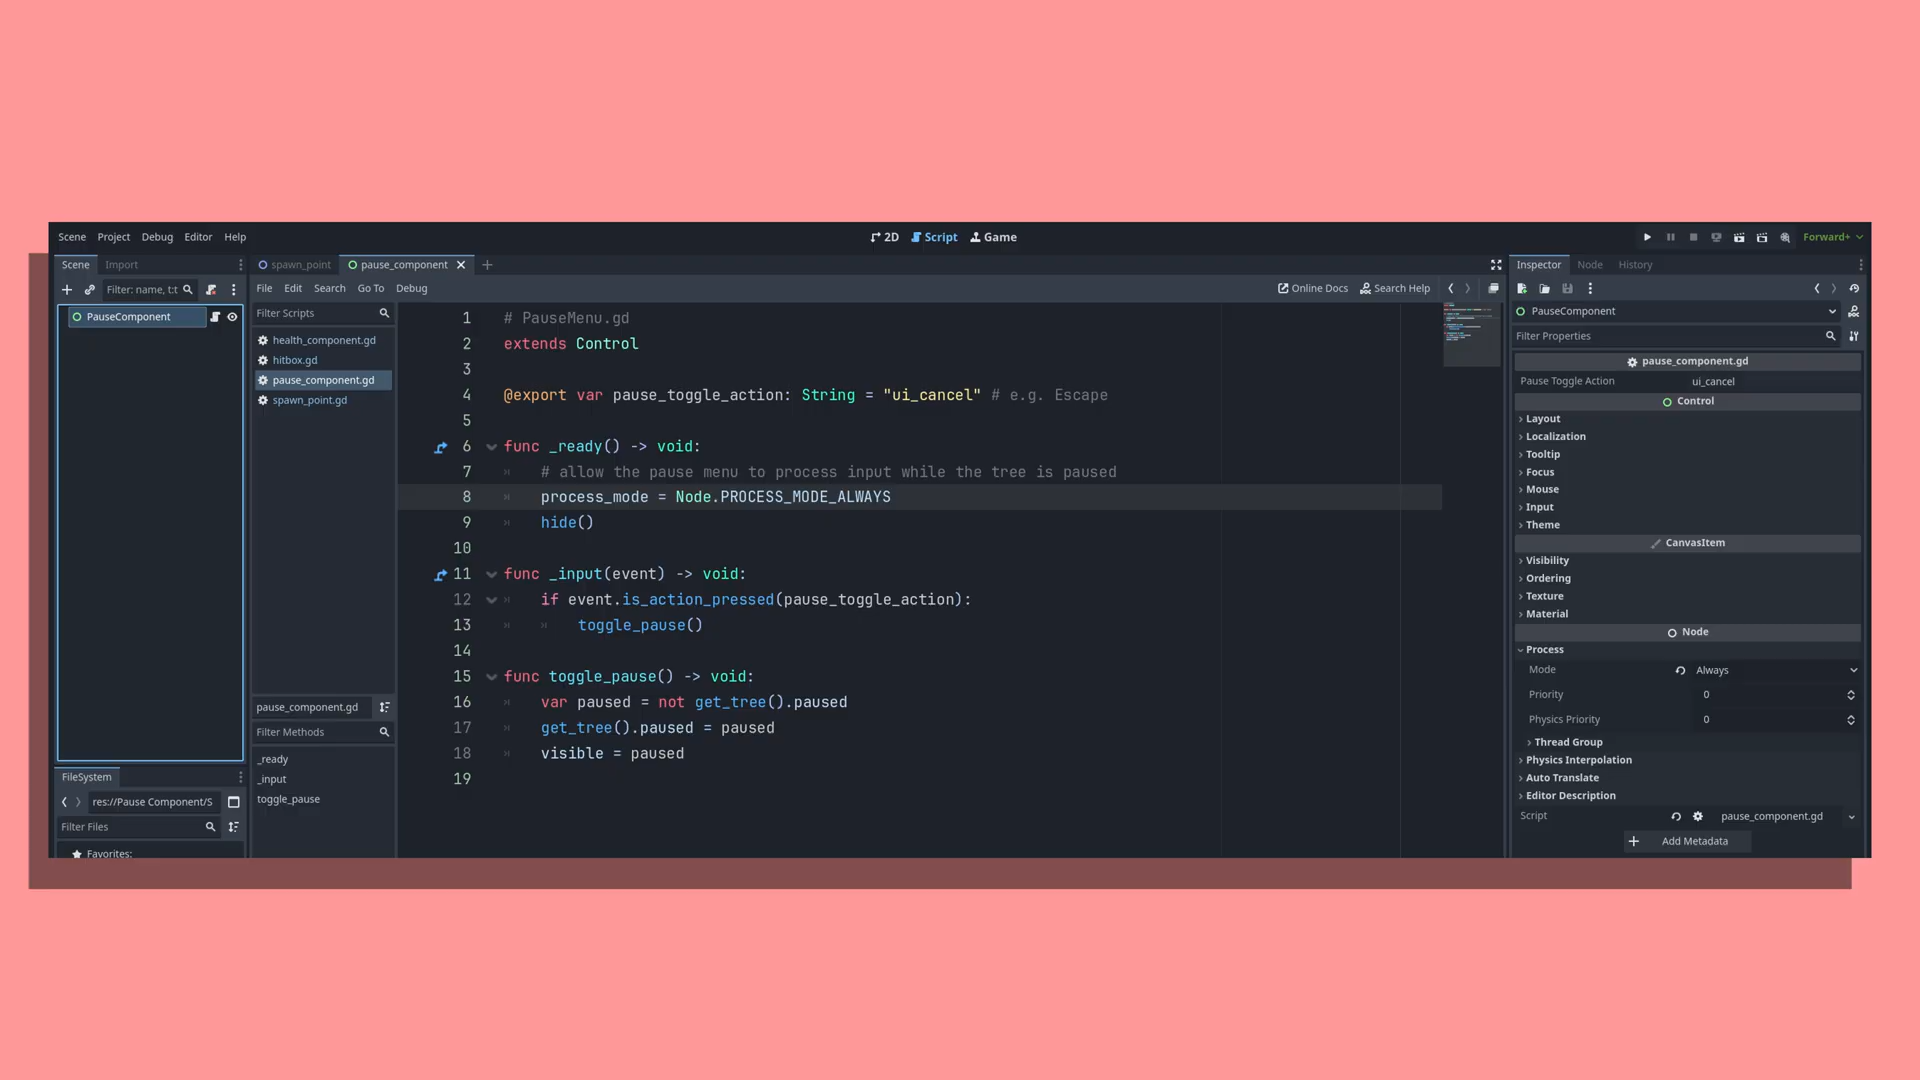 Scene Project Debug Editor Help
2D Script Game
Forward+
Scene Import
spawn_point pause_component
Inspector Node History
Filter: name, t:t
File Edit Search Go To Debug
Online Docs Search Help
PauseComponent
Filter Scripts
health_component.gd
hitbox.gd
pause_component.gd
spawn_point.gd
pause_component.gd
Filter Methods
_ready
_input
toggle_pause
FileSystem
res://Pause Component/S
Filter Files
Favorites:
1 # PauseMenu.gd
2 extends Control
3
4 @export var pause_toggle_action: String = "ui_cancel" # e.g. Escape
5
6 func _ready() -> void:
7 # allow the pause menu to process input while the tree is paused
8 process_mode = Node.PROCESS_MODE_ALWAYS
9 hide()
10
11 func _input(event) -> void:
12 if event.is_action_pressed(pause_toggle_action):
13 toggle_pause()
14
15 func toggle_pause() -> void:
16 var paused = not get_tree().paused
17 get_tree().paused = paused
18 visible = paused
19
PauseComponent
Filter Properties
pause_component.gd
Pause Toggle Action ui_cancel
Control
Layout
Localization
Tooltip
Focus
Mouse
Input
Theme
CanvasItem
Visibility
Ordering
Texture
Material
Node
Process
Mode Always
Priority 0
Physics Priority 0
Thread Group
Physics Interpolation
Auto Translate
Editor Description
Script pause_component.gd
Add Metadata